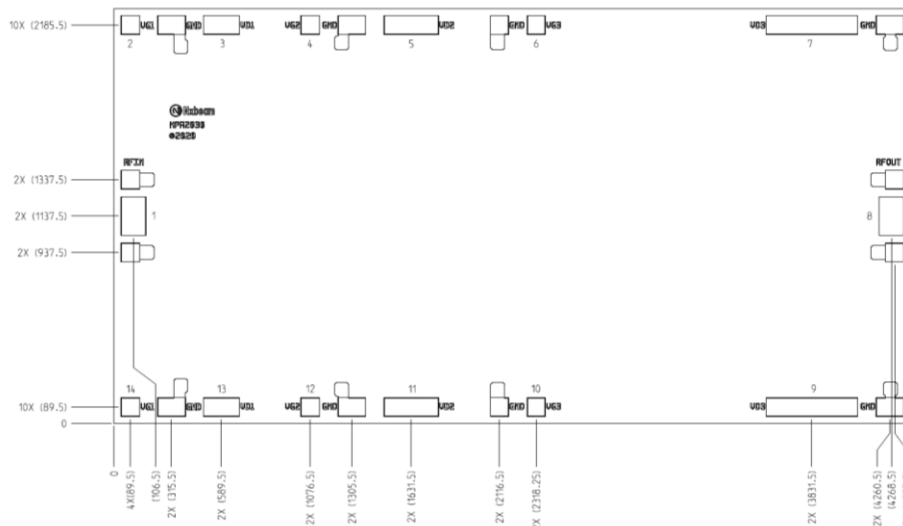 10X (2185.5)
VG1 GND VD1 VG2 GND VD2 GND VG3 VD3 GND
2 3 4 5 6 7
Nxbeam
MPA2030
©2020
RFIN RFOUT
2X (1337.5)
2X (1137.5) 1 8
2X (937.5)
14 13 12 11 10 9
10X (89.5) VG1 GND VD1 VG2 GND VD2 GND VG3 VD3 GND
0
0
4X(89.5)
(106.5)
2X (315.5)
2X (589.5)
2X (1076.5)
2X (1305.5)
2X (1631.5)
2X (2116.5)
2X (2318.25)
2X (3831.5)
2X (4260.5)
(4268.5)